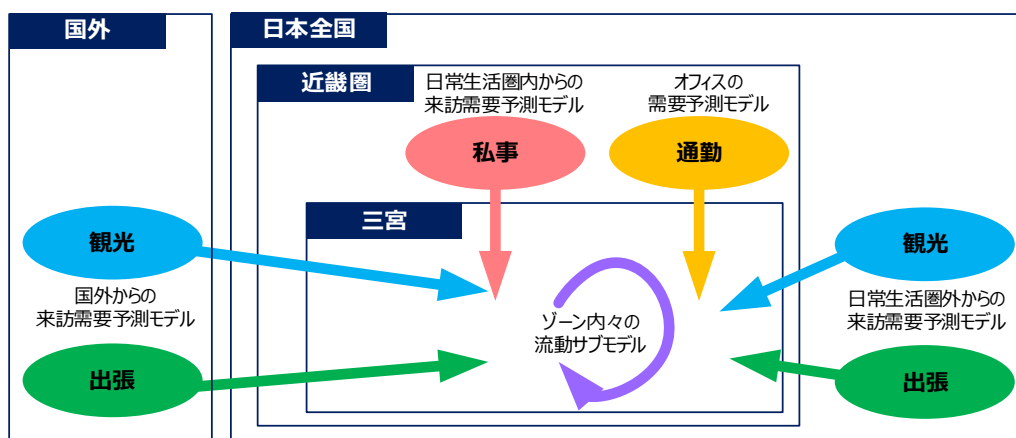 国外
日本全国
近畿圏
日常生活圏内からの
来訪需要予測モデル
オフィスの
需要予測モデル
私事
通勤
三宮
観光
国外からの
来訪需要予測モデル
出張
ゾーン内々の
流動サブモデル
観光
日常生活圏外からの
来訪需要予測モデル
出張